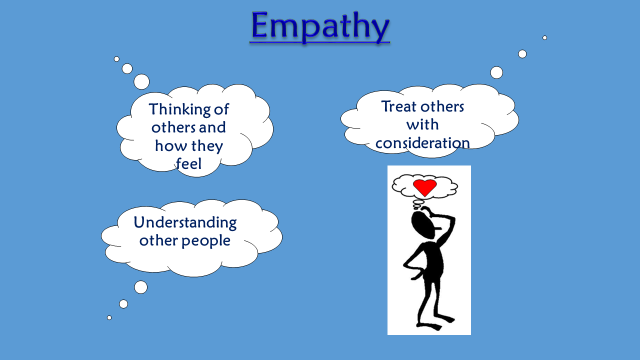 Empathy
Thinking of
others and
how they
feel
Treat others
with
consideration
Understanding
other people